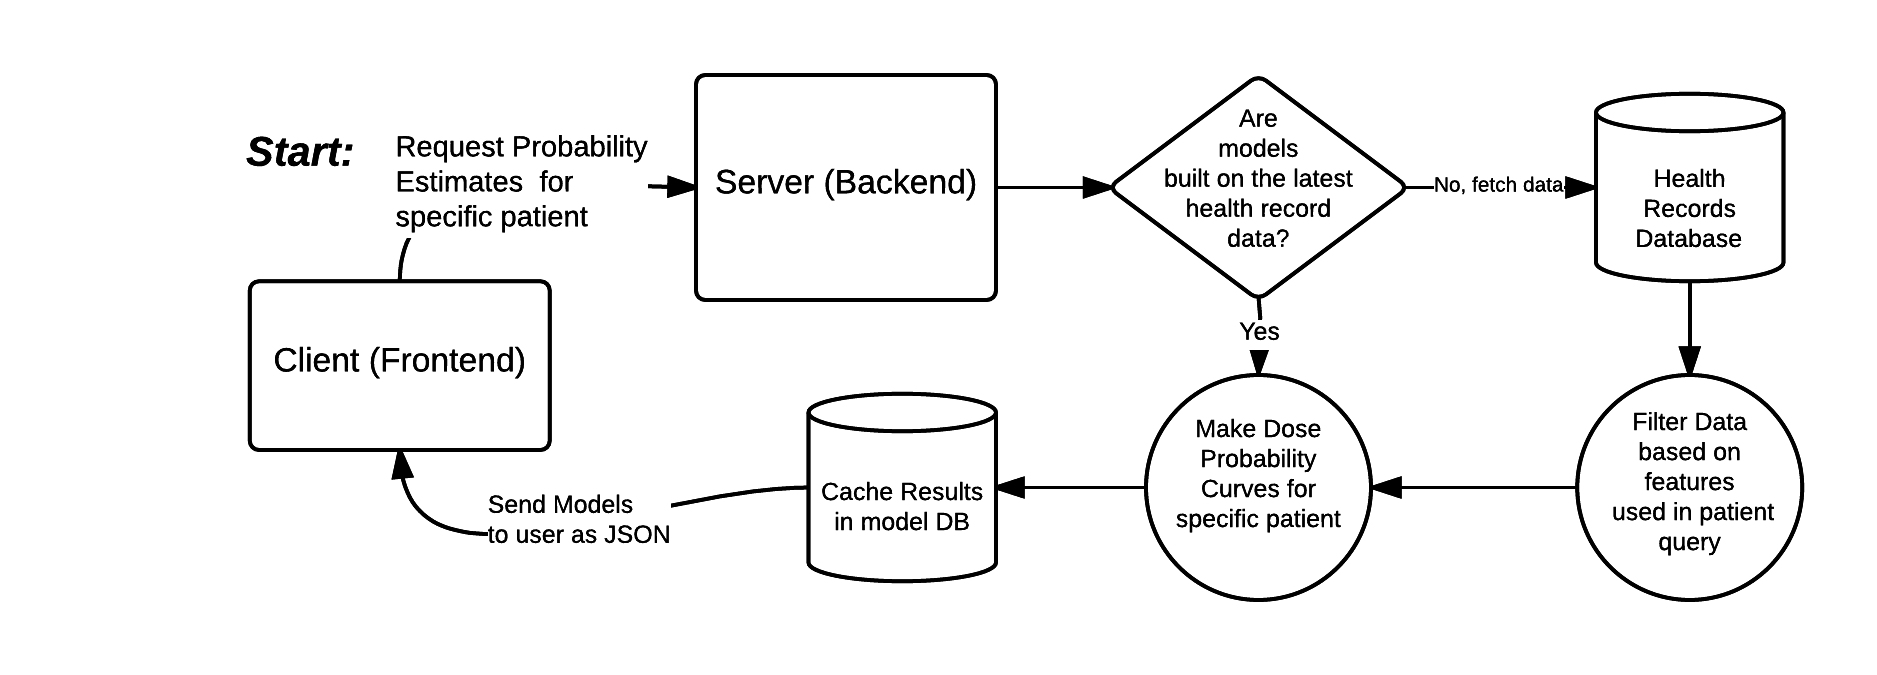 Start:
Request Probability
Estimates  for
specific patient
Server (Backend)
Are
models
built on the latest
health record
data?
No, fetch data
Health
Records
Database
Client (Frontend)
Yes
Send Models
to user as JSON
Cache Results
in model DB
Make Dose
Probability
Curves for
specific patient
Filter Data
based on
features
used in patient
query